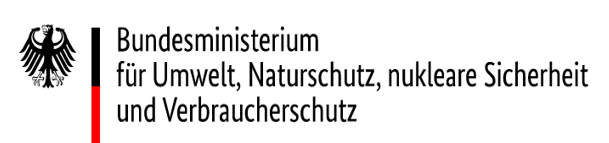 Bundesministerium
für Umwelt, Naturschutz, nukleare Sicherheit
und Verbraucherschutz